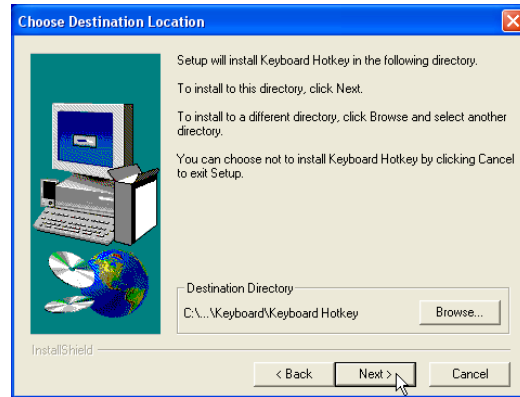 Choose Destination Location
Setup will install Keyboard Hotkey in the following directory.
To install to this directory, click Next.
To install to a different directory, click Browse and select another
directory.
You can choose not to install Keyboard Hotkey by clicking Cancel
to exit Setup.
Destination Directory
C:\...\Keyboard\Keyboard Hotkey
Browse...
InstallShield
< Back
Next >
Cancel